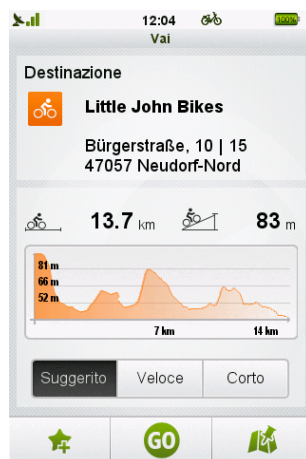 12:04 100%
Vai
Destinazione
Little John Bikes
Bürgerstraße, 10 | 15
47057 Neudorf-Nord
13.7 km 83 m
81 m
66 m
52 m
7 km 14 km
Suggerito Veloce Corto
GO